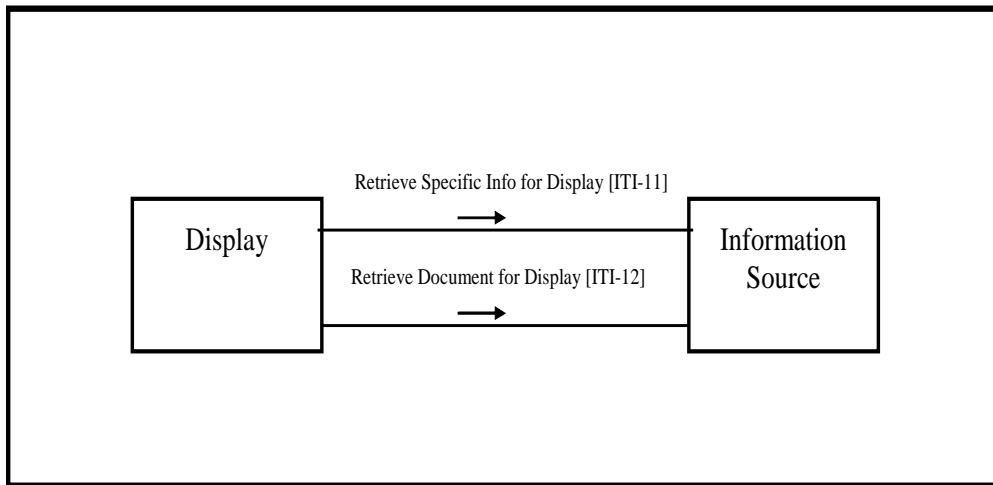 Retrieve Specific Info for Display [ITI-11]
Display
Information
Source
Retrieve Document for Display [ITI-12]